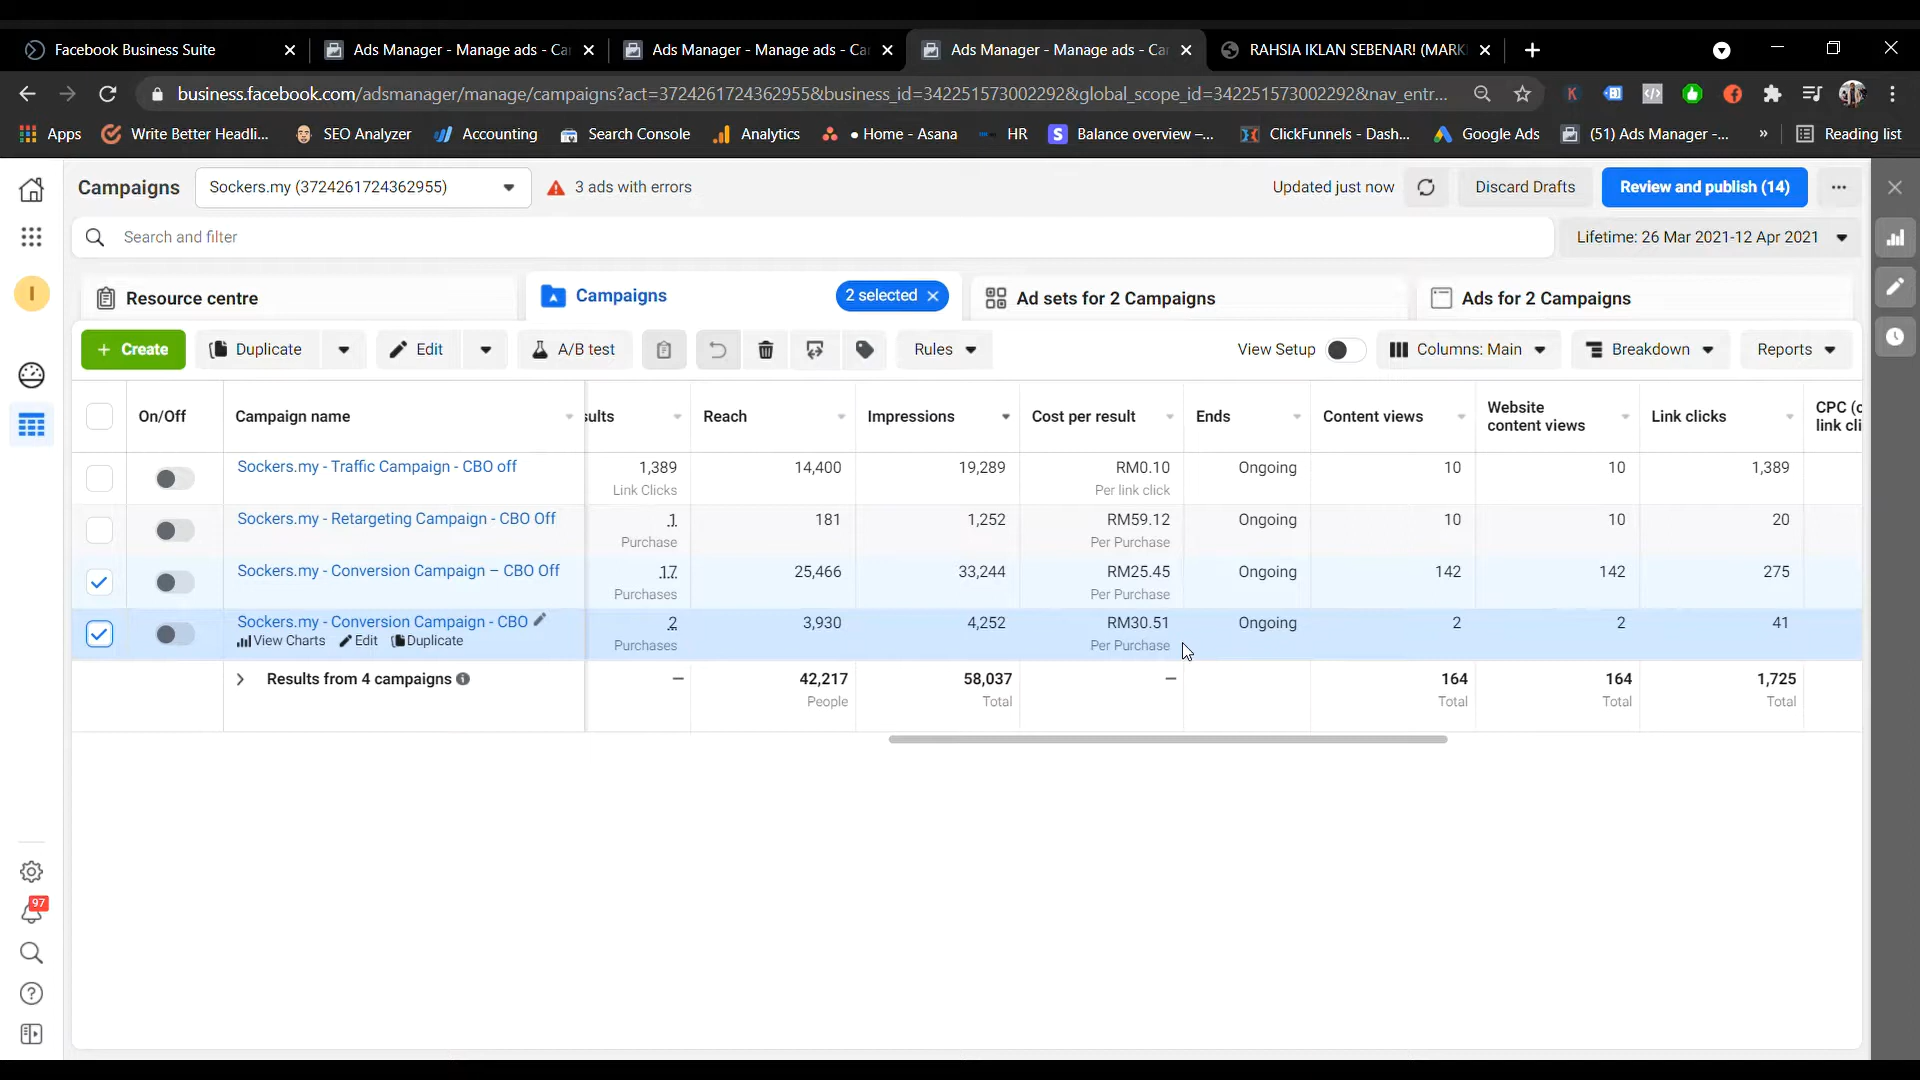 Facebook Business Suite
Ads Manager - Manage ads - Ca
Ads Manager - Manage ads - Ca
Ads Manager - Manage ads - Ca
RAHSIA IKLAN SEBENAR! (MARK
business.facebook.com/adsmanager/manage/campaigns?act=3724261724362955&business_id=342251573002292&global_scope_id=342251573002292&nav_entr...
Apps
Write Better Headli...
SEO Analyzer
Accounting
Search Console
Analytics
• Home - Asana
HR
Balance overview –...
ClickFunnels - Dash...
Google Ads
(51) Ads Manager -...
»
Reading list
Campaigns
Sockers.my (3724261724362955)
3 ads with errors
Updated just now
Discard Drafts
Review and publish (14)
Search and filter
Lifetime: 26 Mar 2021-12 Apr 2021
I
Resource centre
Campaigns
2 selected
Ad sets for 2 Campaigns
Ads for 2 Campaigns
+ Create
Duplicate
Edit
A/B test
Rules
View Setup
Columns: Main
Breakdown
Reports
On/Off
Campaign name
sults
Reach
Impressions
Cost per result
Ends
Content views
Website
content views
Link clicks
CPC (c
link cli
Sockers.my - Traffic Campaign - CBO off
1,389
Link Clicks
14,400
19,289
RM0.10
Per link click
Ongoing
10
10
1,389
Sockers.my - Retargeting Campaign - CBO Off
1
Purchase
181
1,252
RM59.12
Per Purchase
Ongoing
10
10
20
Sockers.my - Conversion Campaign – CBO Off
17
Purchases
25,466
33,244
RM25.45
Per Purchase
Ongoing
142
142
275
Sockers.my - Conversion Campaign - CBO
View Charts
Edit
Duplicate
2
Purchases
3,930
4,252
RM30.51
Per Purchase
Ongoing
2
2
41
Results from 4 campaigns
—
42,217
People
58,037
Total
—
164
Total
164
Total
1,725
Total
97